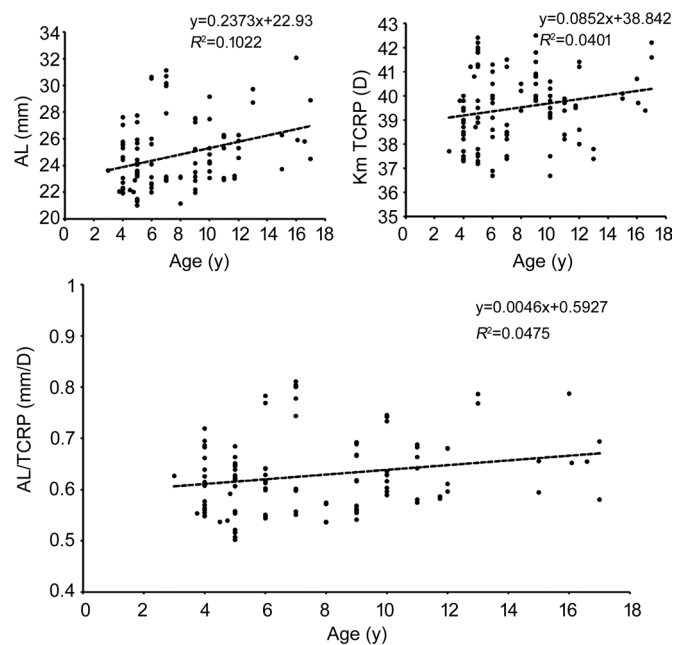 y=0.2373x+22.93
R²=0.1022
AL (mm)
34
32
30
28
26
24
22
20
0 2 4 6 8 10 12 14 16 18
Age (y)
y=0.0852x+38.842
R²=0.0401
Km TCRP (D)
43
42
41
40
39
38
37
36
35
0 2 4 6 8 10 12 14 16 18
Age (y)
y=0.0046x+0.5927
R²=0.0475
AL/TCRP (mm/D)
1
0.9
0.8
0.7
0.6
0.5
0.4
0 2 4 6 8 10 12 14 16 18
Age (y)